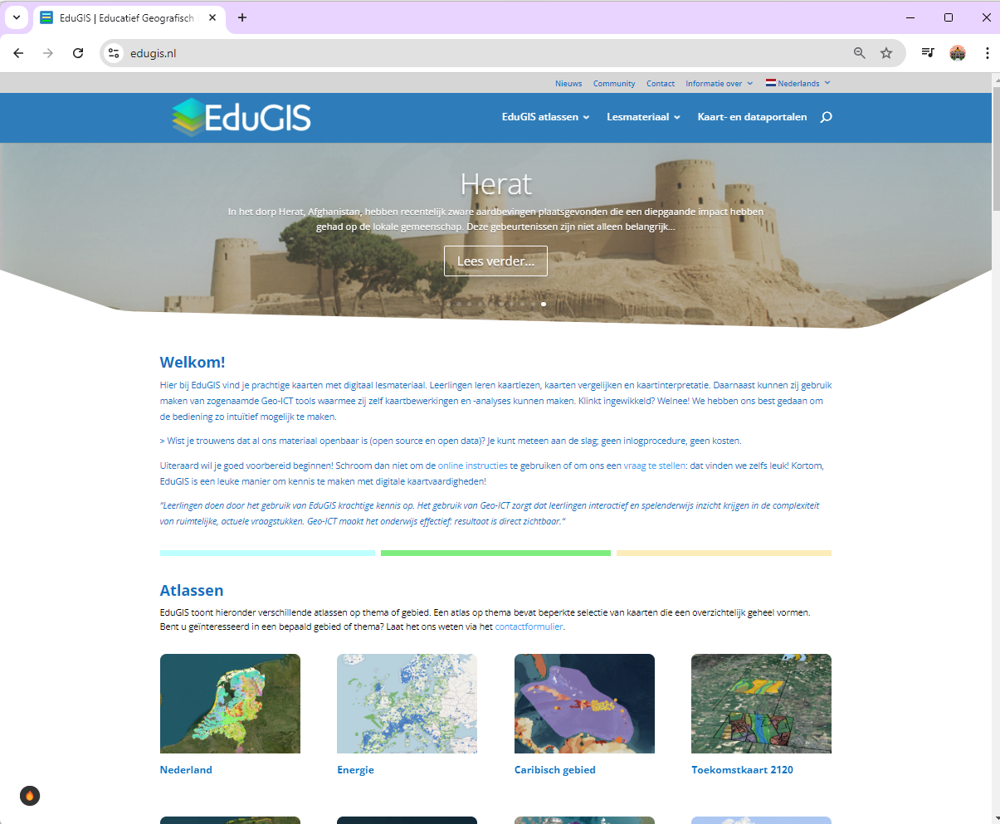 EduGIS | Educatief Geografisch
edugis.nl
Nieuws Community Contact Informatie over Nederlands
EduGIS EduGIS atlassen Lesmateriaal Kaart- en dataportalen
Herat
In het dorp Herat, Afghanistan, hebben recentelijk zware aardbevingen plaatsgevonden die een diepgaande impact hebben
gehad op de lokale gemeenschap. Deze gebeurtenissen zijn niet alleen belangrijk...
Lees verder...
Welkom!
Hier bij EduGIS vind je prachtige kaarten met digitaal lesmateriaal. Leerlingen leren kaartlezen, kaarten vergelijken en kaartinterpretatie. Daarnaast kunnen zij gebruik
maken van zogenaamde Geo-ICT tools waarmee zij zelf kaartbewerkingen en -analyses kunnen maken. Klinkt ingewikkeld? Welnee! We hebben ons best gedaan om
de bediening zo intuïtief mogelijk te maken.
> Wist je trouwens dat al ons materiaal openbaar is (open source en open data)? Je kunt meteen aan de slag; geen inlogprocedure, geen kosten.
Uiteraard wil je goed voorbereid beginnen! Schroom dan niet om de online instructies te gebruiken of om ons een vraag te stellen: dat vinden we zelfs leuk! Kortom,
EduGIS is een leuke manier om kennis te maken met digitale kaartvaardigheden!
"Leerlingen doen door het gebruik van EduGIS krachtige kennis op. Het gebruik van Geo-ICT zorgt dat leerlingen interactief en spelenderwijs inzicht krijgen in de complexiteit
van ruimtelijke, actuele vraagstukken. Geo-ICT maakt het onderwijs effectief: resultaat is direct zichtbaar."
Atlassen
EduGIS toont hieronder verschillende atlassen op thema of gebied. Een atlas op thema bevat beperkte selectie van kaarten die een overzichtelijk geheel vormen.
Bent u geïnteresseerd in een bepaald gebied of thema? Laat het ons weten via het contactformulier.
Nederland Energie Caribisch gebied Toekomstkaart 2120